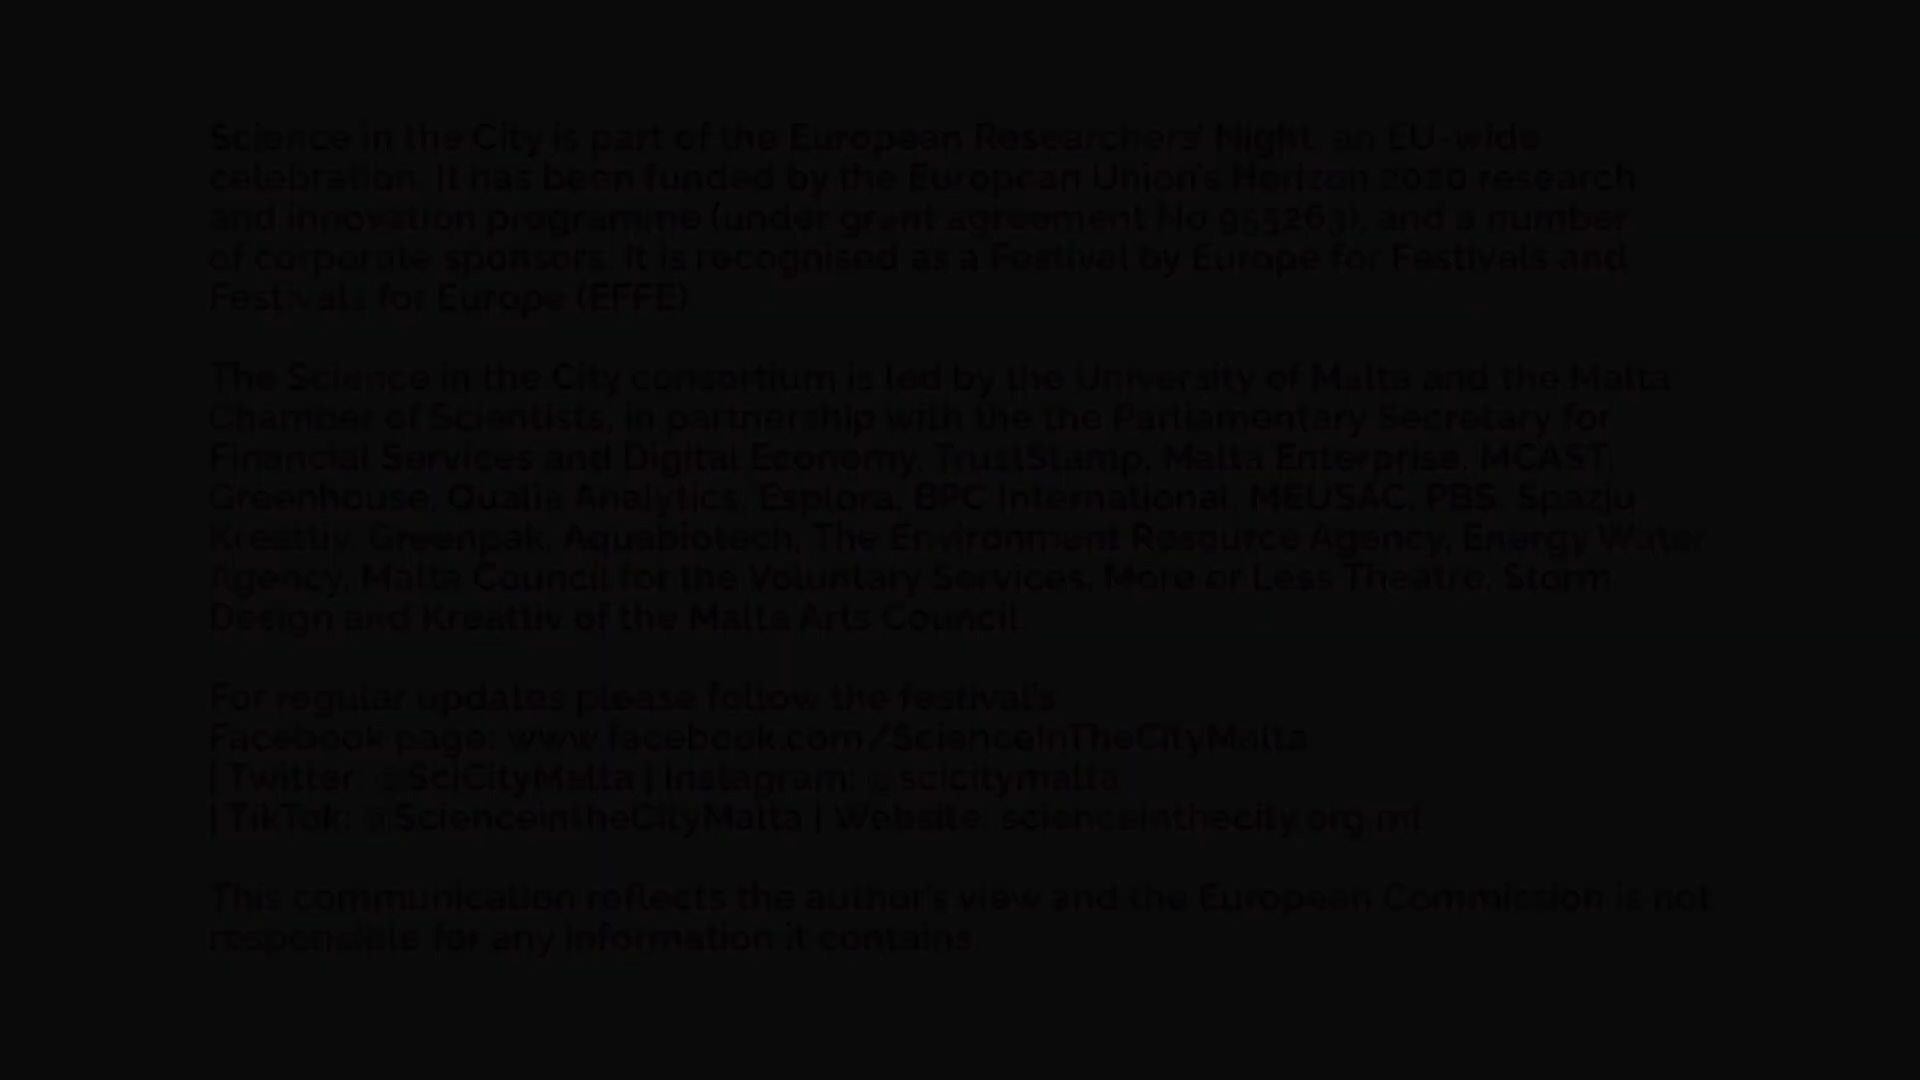 Science in the City is part of the European Researchers' Night, an EU-wide
celebration. It has been funded by the European Union's Horizon 2020 research
and innovation programme (under grant agreement No 955263), and a number
of corporate sponsors. It is recognised as a Festival by Europe for Festivals and
Festivals for Europe (EFFE).
The Science in the City consortium is led by the University of Malta and the Malta
Chamber of Scientists, in partnership with the the Parliamentary Secretary for
Financial Services and Digital Economy, TrustStamp, Malta Enterprise, MCAST,
Greenhouse, Qualia Analytics, Esplora, BPC International, MEUSAC, PBS, Spazju
Kreattiv, Greenpak, Aquabiotech, The Environment Resource Agency, Energy Water
Agency, Malta Council for the Voluntary Services, More or Less Theatre, Storm
Design and Kreattiv of the Malta Arts Council.
For regular updates please follow the festival's
Facebook page: www.facebook.com/ScienceInTheCityMalta
| Twitter: @SciCityMalta | Instagram: @scicitymalta
| TikTok: @ScienceintheCityMalta | Website: scienceinthecity.org.mt
This communication reflects the author's view and the European Commission is not
responsible for any information it contains.